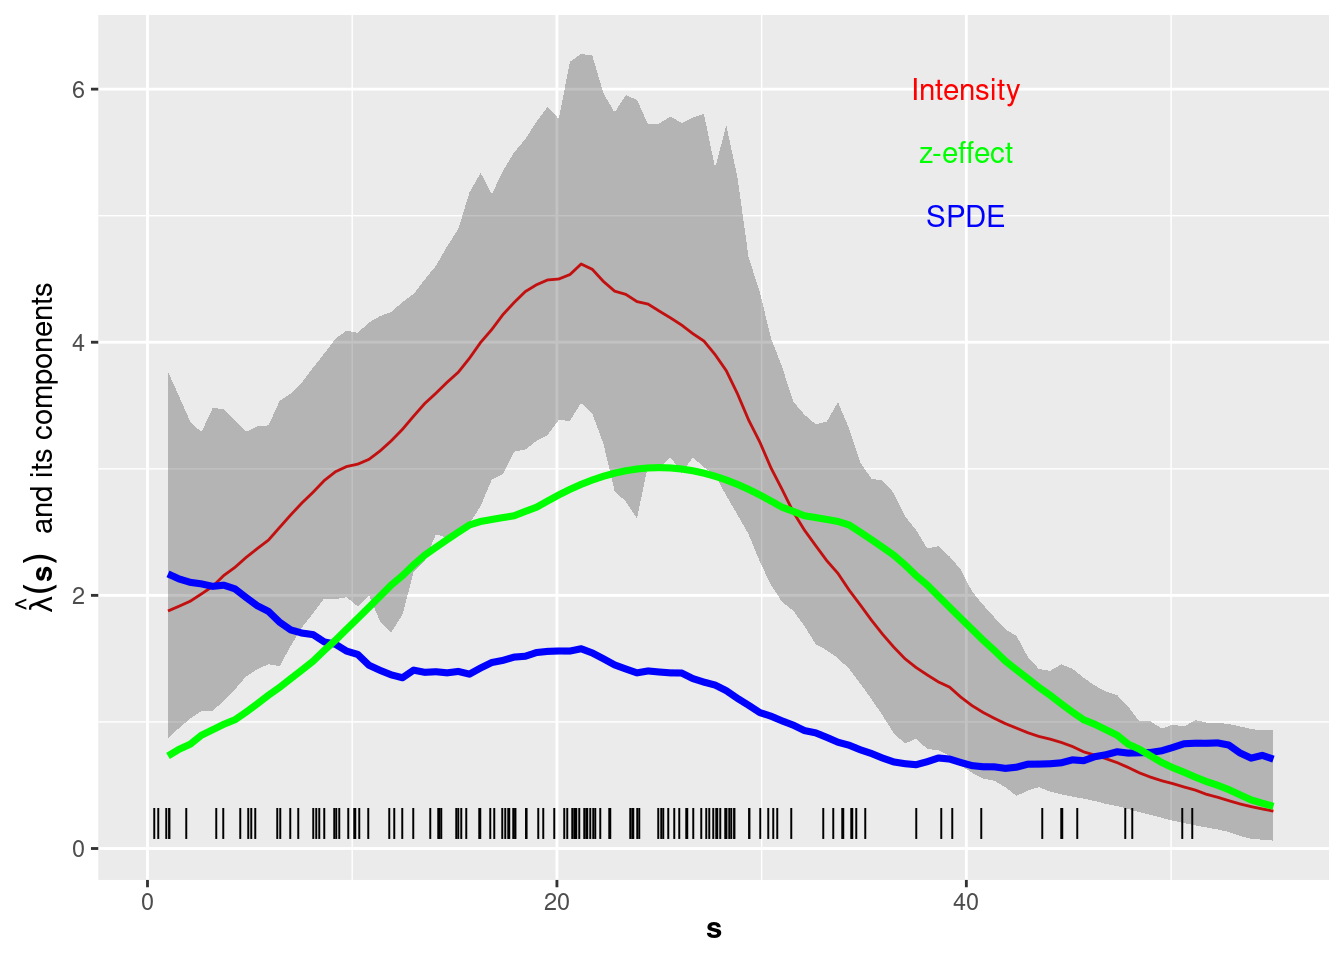 Intensity
z-effect
SPDE
λ̂(s) and its components
6
4
2
0
0 20 40
s